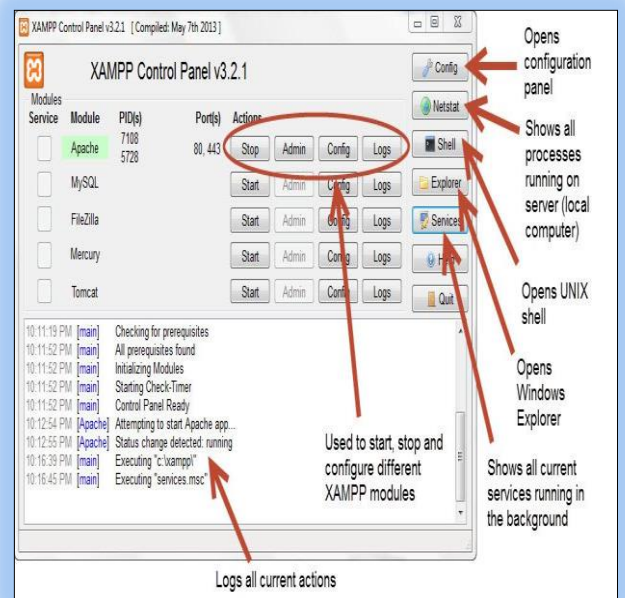 XAMPP Control Panel v3.2.1 [Compiled: May 7th 2013]
XAMPP Control Panel v3.2.1
Modules
Service Module PID(s) Port(s) Actions
Apache 7108 5728 80, 443 Stop Admin Config Logs
MySQL Start Admin Config Logs
FileZilla Start Admin Config Logs
Mercury Start Admin Config Logs
Tomcat Start Admin Config Logs
Config
Netstat
Shell
Explorer
Services
Help
Quit
10:11:19 PM [main] Checking for prerequisites
10:11:52 PM [main] All prerequisites found
10:11:52 PM [main] Initializing Modules
10:11:52 PM [main] Starting Check-Timer
10:11:52 PM [main] Control Panel Ready
10:12:54 PM [Apache] Attempting to start Apache app...
10:12:55 PM [Apache] Status change detected: running
10:16:39 PM [main] Executing "c:\xampp\"
10:16:45 PM [main] Executing "services.msc"
Opens
configuration
panel
Shows all
processes
running on
server (local
computer)
Opens UNIX
shell
Opens
Windows
Explorer
Shows all current
services running in
the background
Used to start, stop and
configure different
XAMPP modules
Logs all current actions